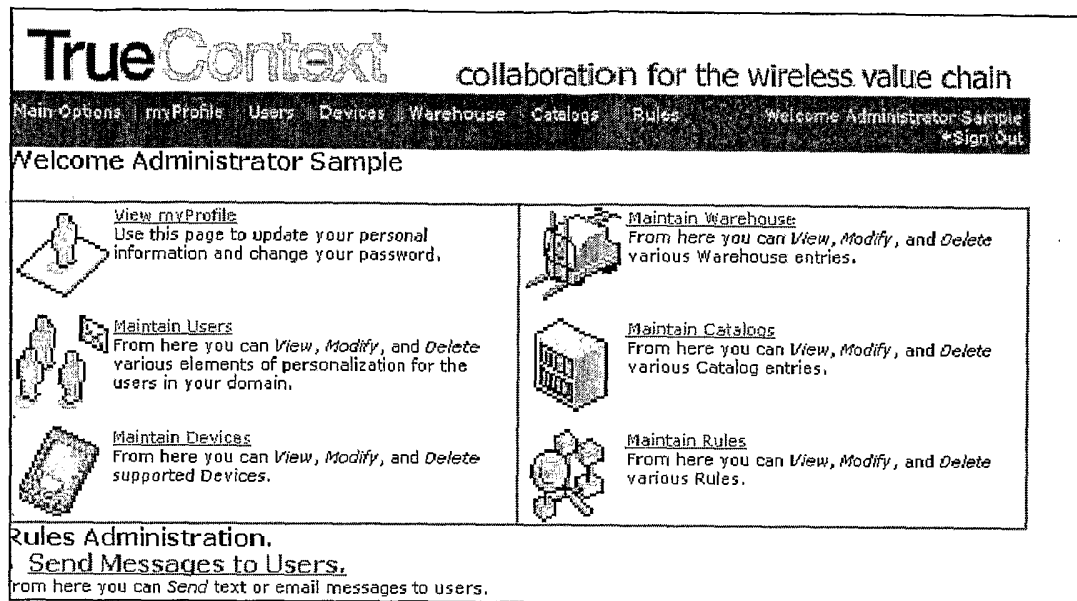 TrueContext
collaboration for the wireless value chain
Main Options myProfile Users Devices Warehouse Catalogs Rules Welcome Administrator Sample
Sign Out
Welcome Administrator Sample
View myProfile
Use this page to update your personal
information and change your password.
Maintain Users
From here you can View, Modify, and Delete
various elements of personalization for the
users in your domain.
Maintain Devices
From here you can View, Modify, and Delete
supported Devices.
Maintain Warehouse
From here you can View, Modify, and Delete
various Warehouse entries.
Maintain Catalogs
From here you can View, Modify, and Delete
various Catalog entries.
Maintain Rules
From here you can View, Modify, and Delete
various Rules.
Rules Administration.
Send Messages to Users.
From here you can Send text or email messages to users.